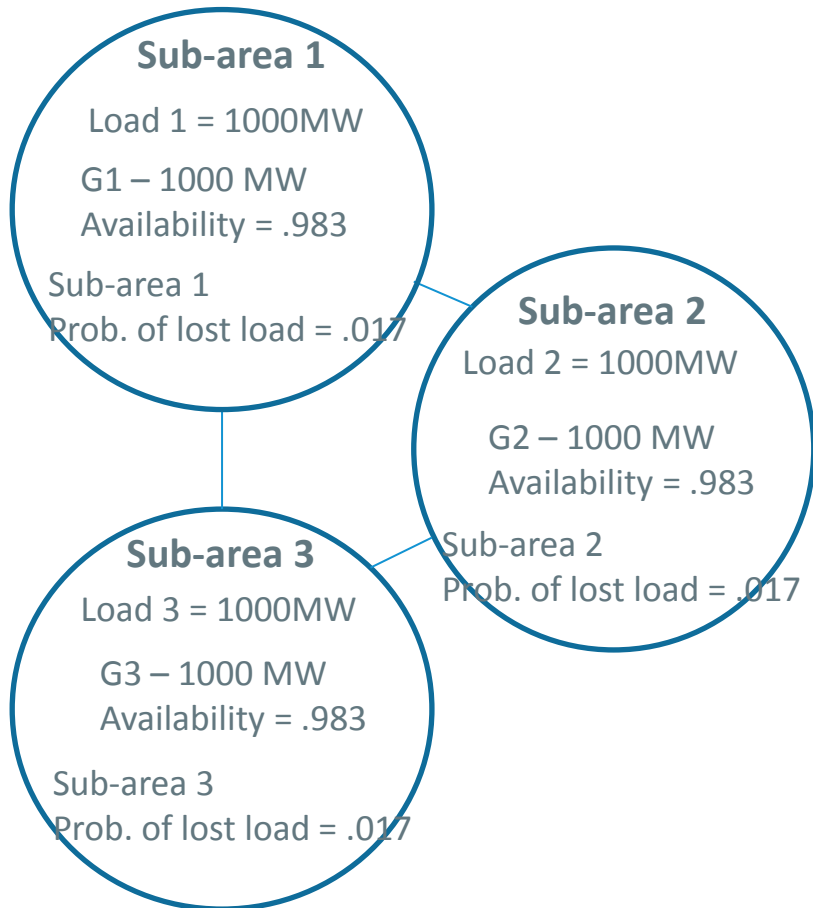 Sub-area 1
Load 1 = 1000MW
G1 – 1000 MW
Availability = .983
Sub-area 1
Prob. of lost load = .017
Sub-area 2
Load 2 = 1000MW
G2 – 1000 MW
Availability = .983
Sub-area 2
Prob. of lost load = .017
Sub-area 3
Load 3 = 1000MW
G3 – 1000 MW
Availability = .983
Sub-area 3
Prob. of lost load = .017